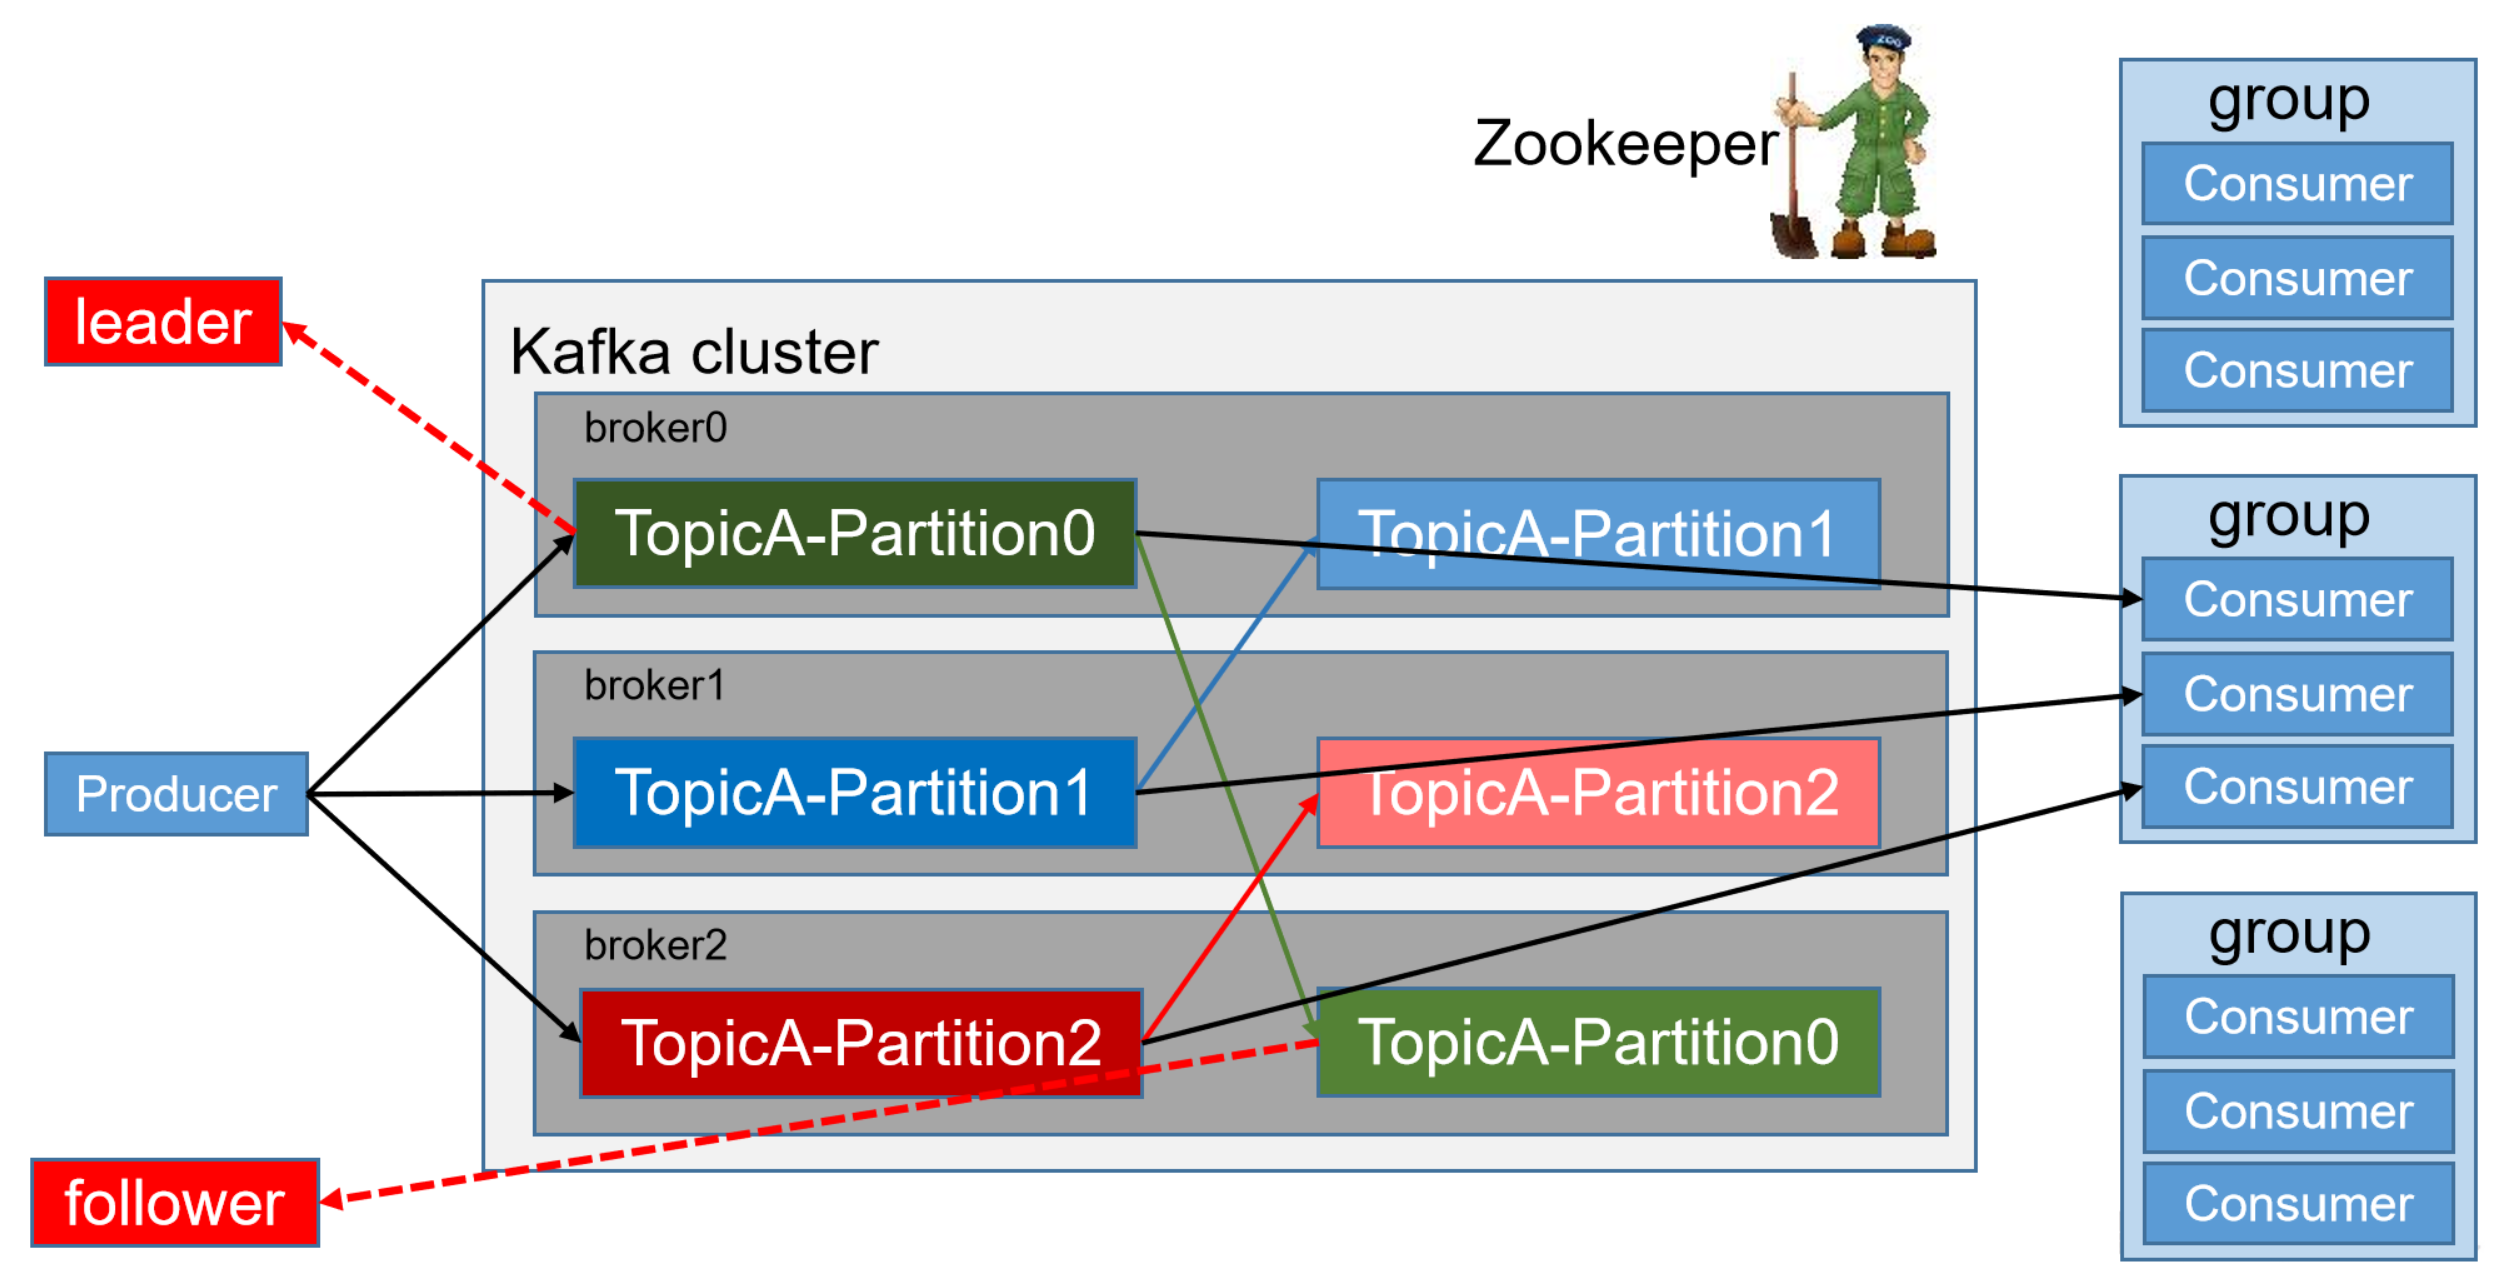 Zookeeper
ZOO
leader
Kafka cluster
broker0
TopicA-Partition0
TopicA-Partition1
broker1
Producer
TopicA-Partition1
TopicA-Partition2
broker2
TopicA-Partition2
TopicA-Partition0
follower
group
Consumer
Consumer
Consumer
group
Consumer
Consumer
Consumer
group
Consumer
Consumer
Consumer